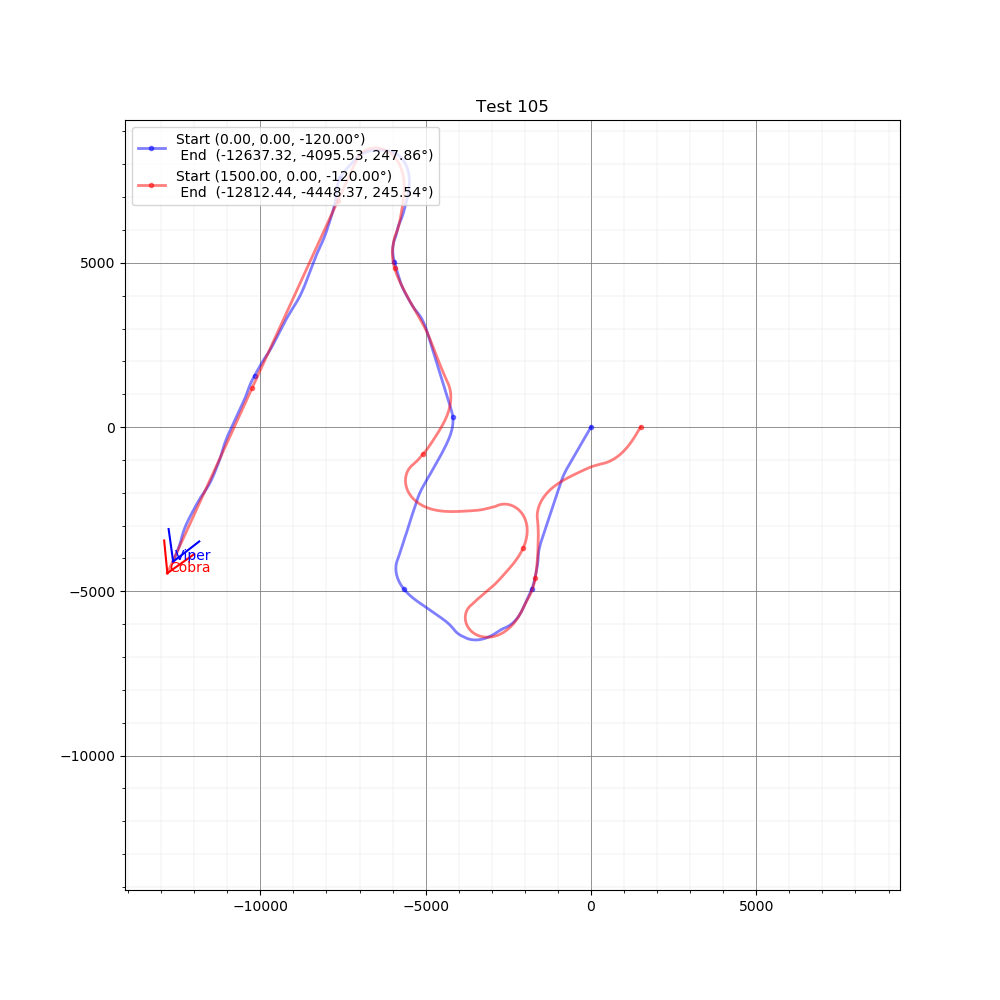 Test 105
Start (0.00, 0.00, -120.00°)
End (-12637.32, -4095.53, 247.86°)
Start (1500.00, 0.00, -120.00°)
End (-12812.44, -4448.37, 245.54°)
5000
0
−5000
−10000
Viper
Cobra
−10000
−5000
0
5000